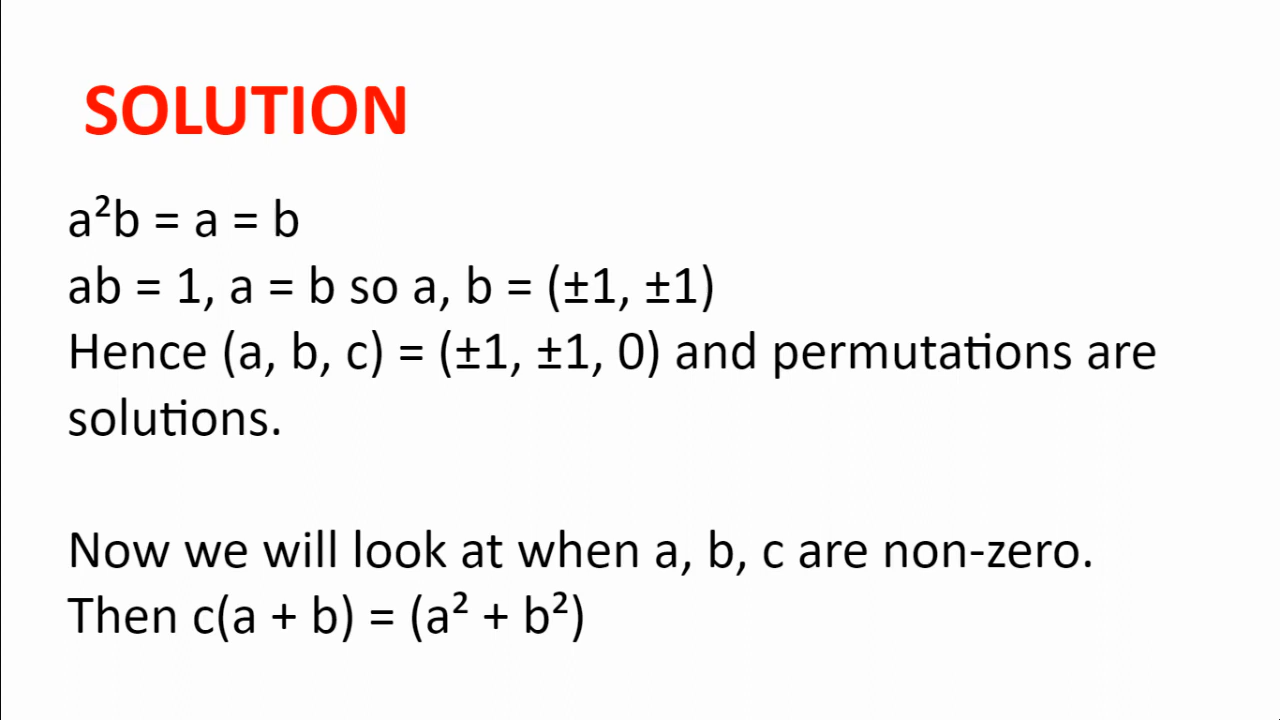 SOLUTION
a²b = a = b
ab = 1, a = b so a, b = (±1, ±1)
Hence (a, b, c) = (±1, ±1, 0) and permutations are
solutions.
Now we will look at when a, b, c are non-zero.
Then c(a + b) = (a² + b²)